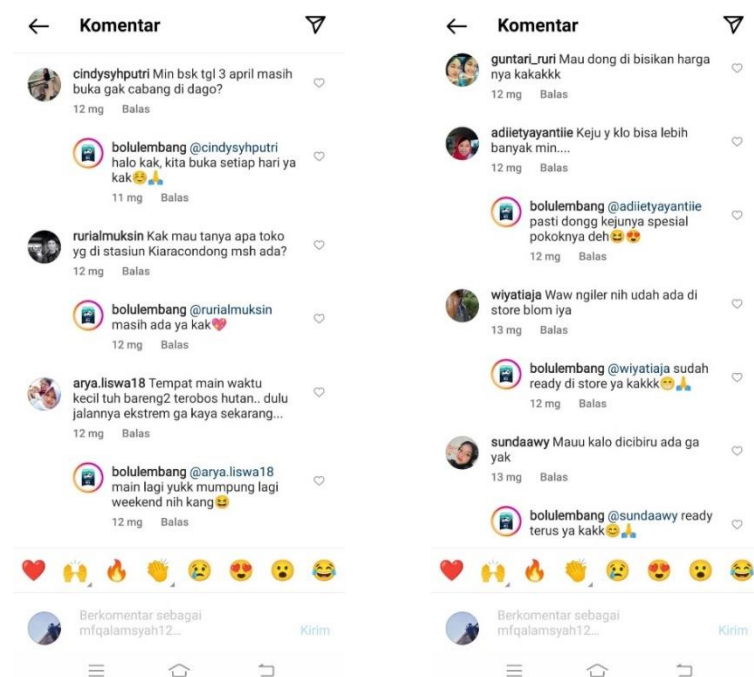 Komentar
cindysyhputri Min bsk tgl 3 april masih
buka gak cabang di dago?
12 mg Balas
bolulembang @cindysyhputri
halo kak, kita buka setiap hari ya
kak☺️🙏
11 mg Balas
rurialmuksin Kak mau tanya apa toko
yg di stasiun Kiaracondong msh ada?
12 mg Balas
bolulembang @rurialmuksin
masih ada ya kak💖
12 mg Balas
arya.liswa18 Tempat main waktu
kecil tuh bareng2 terobos hutan.. dulu
jalannya ekstrem ga kaya sekarang...
12 mg Balas
bolulembang @arya.liswa18
main lagi yukk mumpung lagi
weekend nih kang😆
12 mg Balas
❤️🙌🔥👏😢😍😮😂
Berkomentar sebagai
mfqalamsyah12...
Kirim
Komentar
guntari_ruri Mau dong di bisikan harga
nya kakakkk
12 mg Balas
adiietyayantiie Keju y klo bisa lebih
banyak min....
12 mg Balas
bolulembang @adiietyayantiie
pasti dongg kejunya spesial
pokoknya deh😆😍
12 mg Balas
wiyatiaja Waw ngiler nih udah ada di
store blom iya
13 mg Balas
bolulembang @wiyatiaja sudah
ready di store ya kakkk😁🙏
12 mg Balas
sundaawy Mauu kalo dicibiru ada ga
yak
13 mg Balas
bolulembang @sundaawy ready
terus ya kakk😊🙏
❤️🙌🔥👏😢😍😮😂
Berkomentar sebagai
mfqalamsyah12...
Kirim